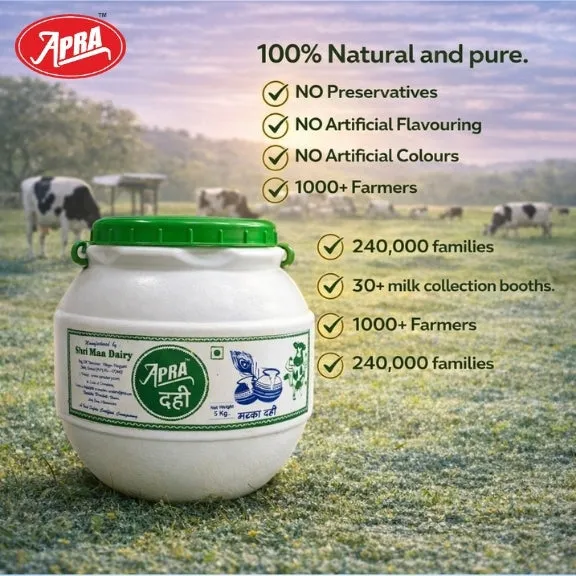 APRA
TM
100% Natural and pure.
NO Preservatives
NO Artificial Flavouring
NO Artificial Colours
1000+ Farmers
240,000 families
30+ milk collection booths.
1000+ Farmers
240,000 families
Manufactured by
Shri Maa Dairy
APRA
दही
Net Weight
5 Kg.
मटका दही